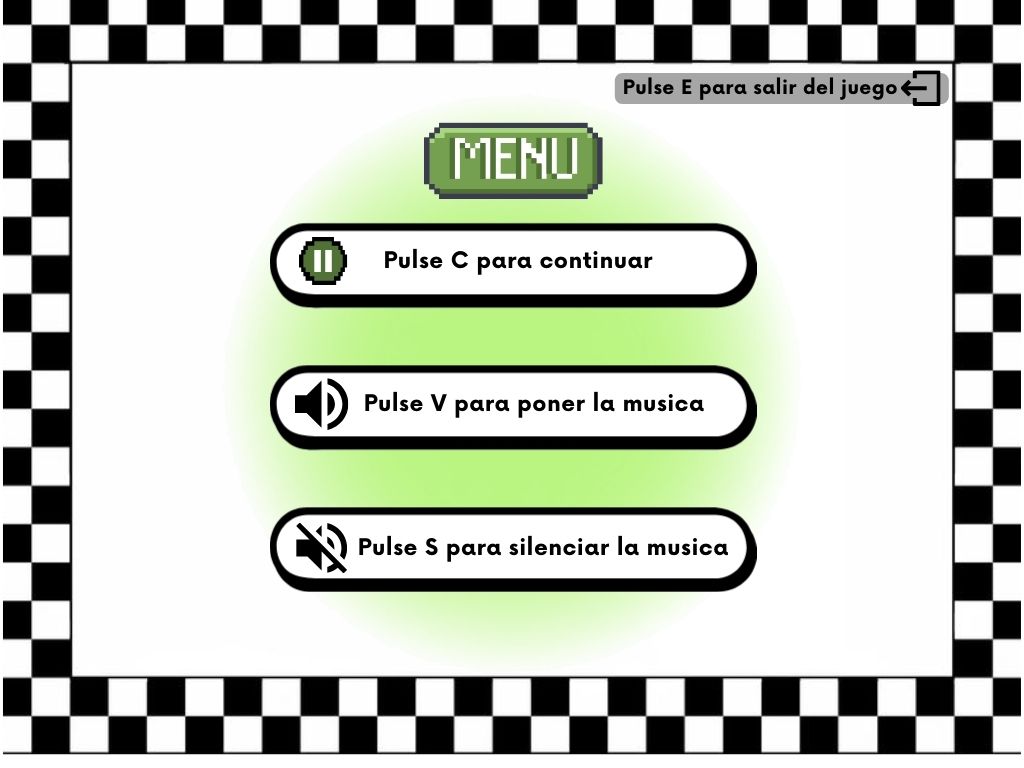 Pulse E para salir del juego
MENU
Pulse C para continuar
Pulse V para poner la musica
Pulse S para silenciar la musica